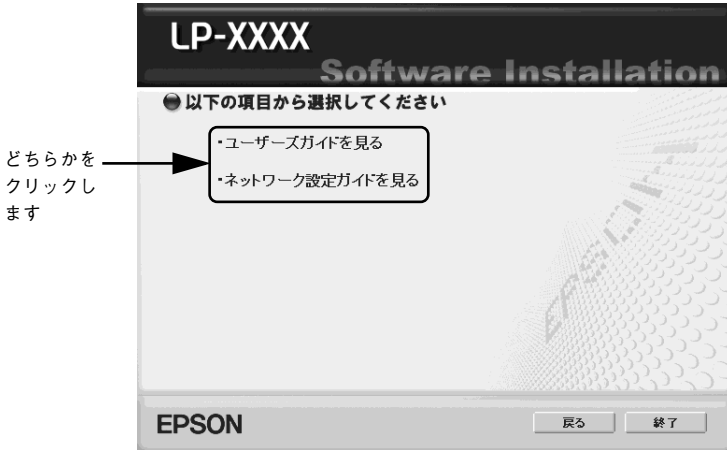 LP-XXXX
Software Installation
以下の項目から選択してください
・ユーザーズガイドを見る
・ネットワーク設定ガイドを見る
どちらかを
クリックし
ます
EPSON
EPSON
戻る
終了